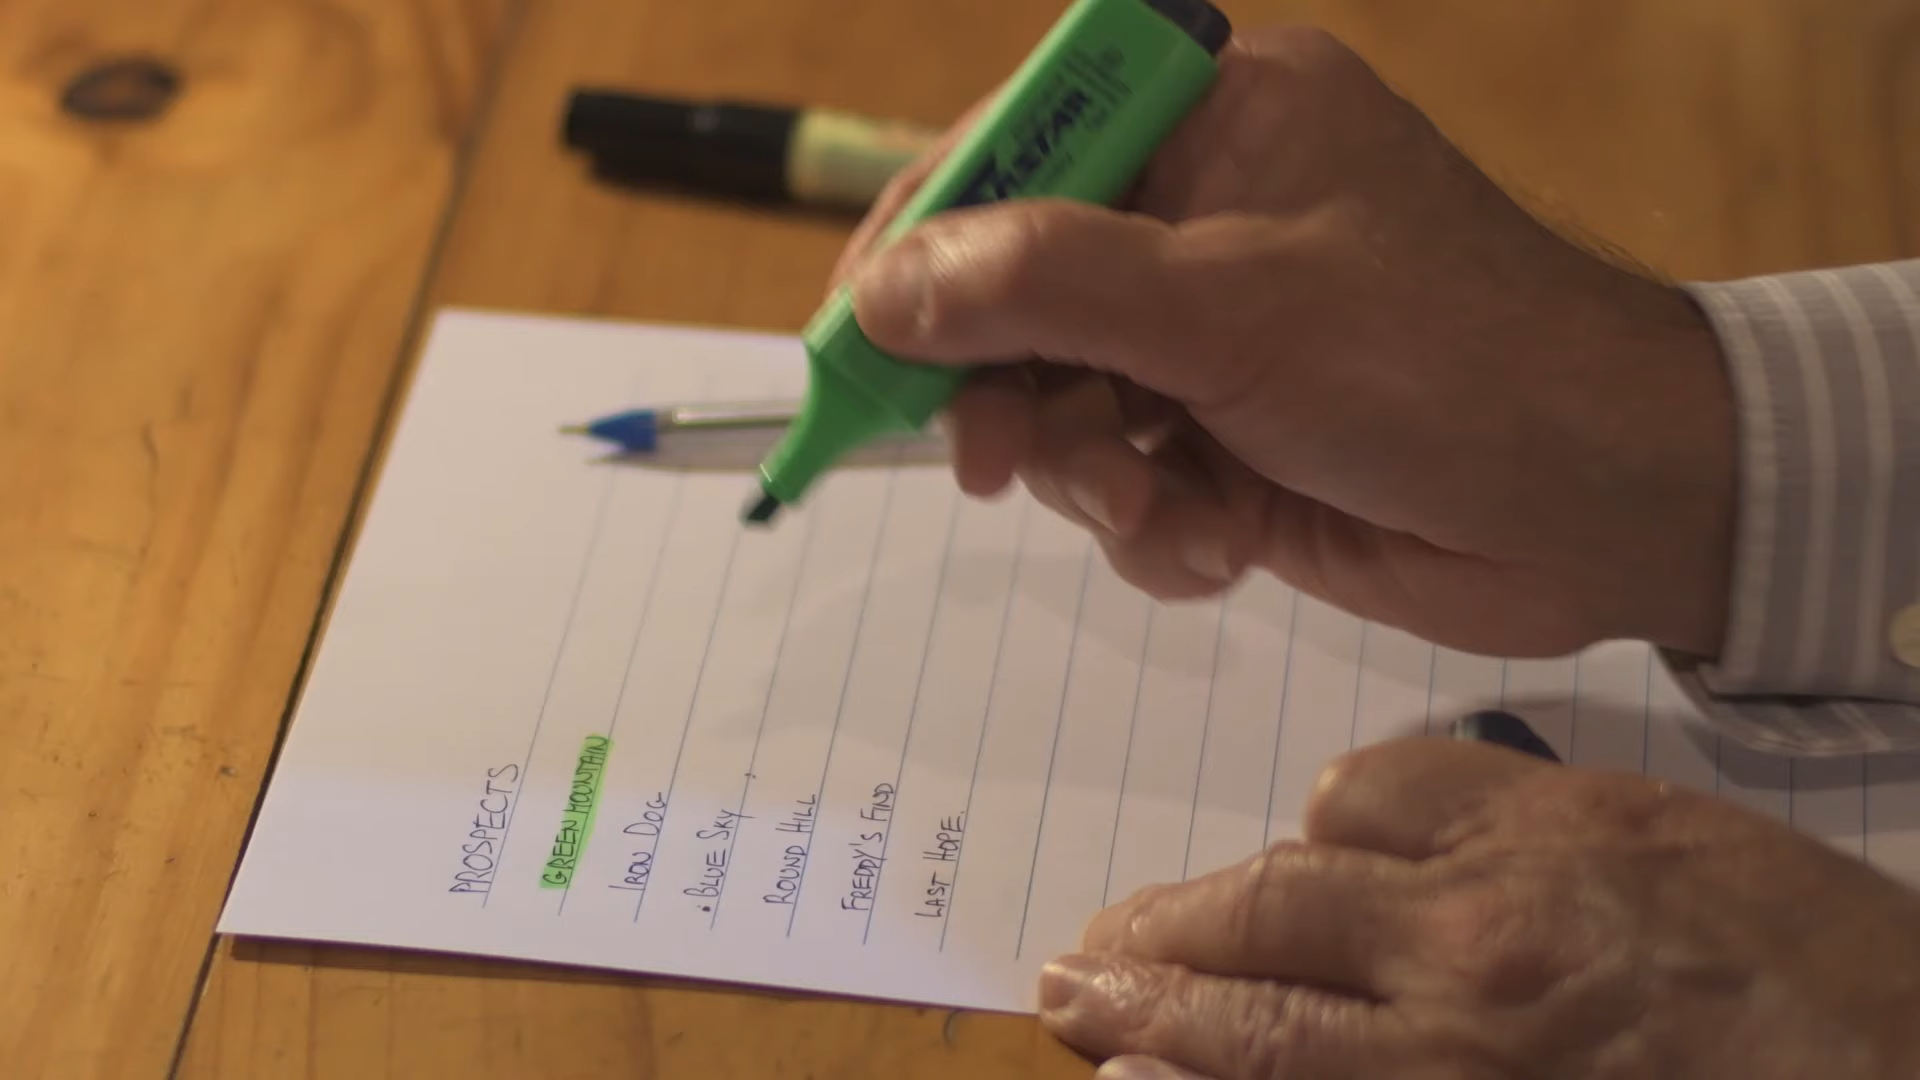 PROSPECTS
GREEN MOUNTAIN
IRON DOG
• BLUE SKY
ROUND HILL
FREDDY'S FIND
LAST HOPE.